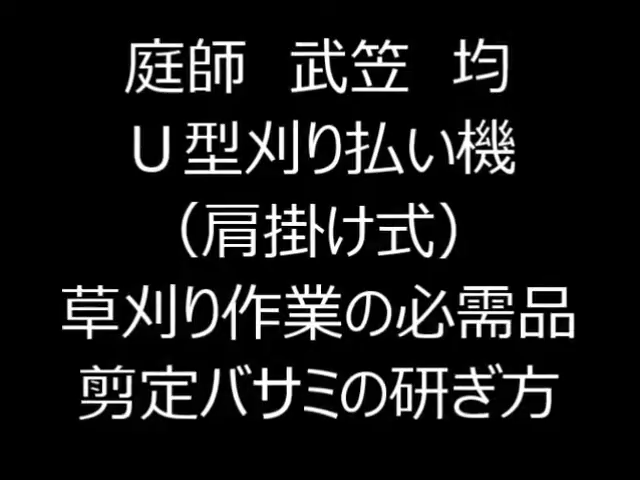 庭師　武笠　均
Ｕ型刈り払い機
（肩掛け式）
草刈り作業の必需品
剪定バサミの研ぎ方